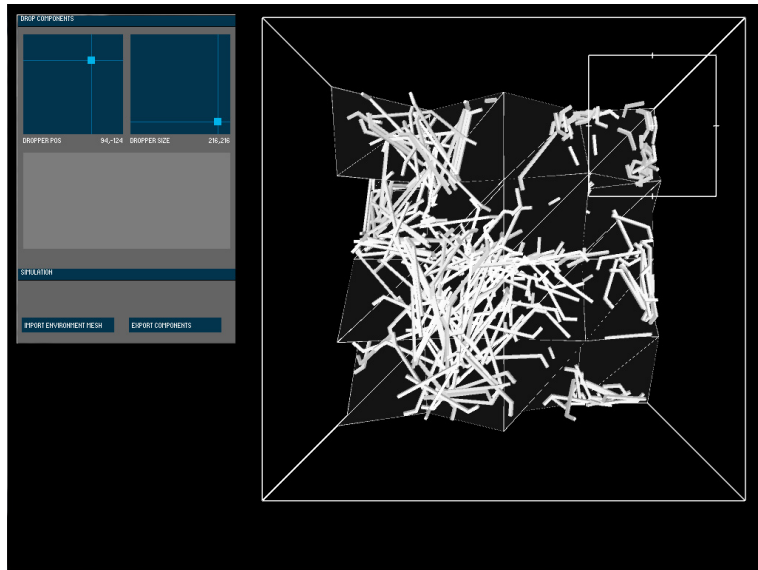 DROP COMPONENTS
DROPPER POS 94,-124 DROPPER SIZE 216,216
SIMULATION
IMPORT ENVIRONMENT MESH EXPORT COMPONENTS